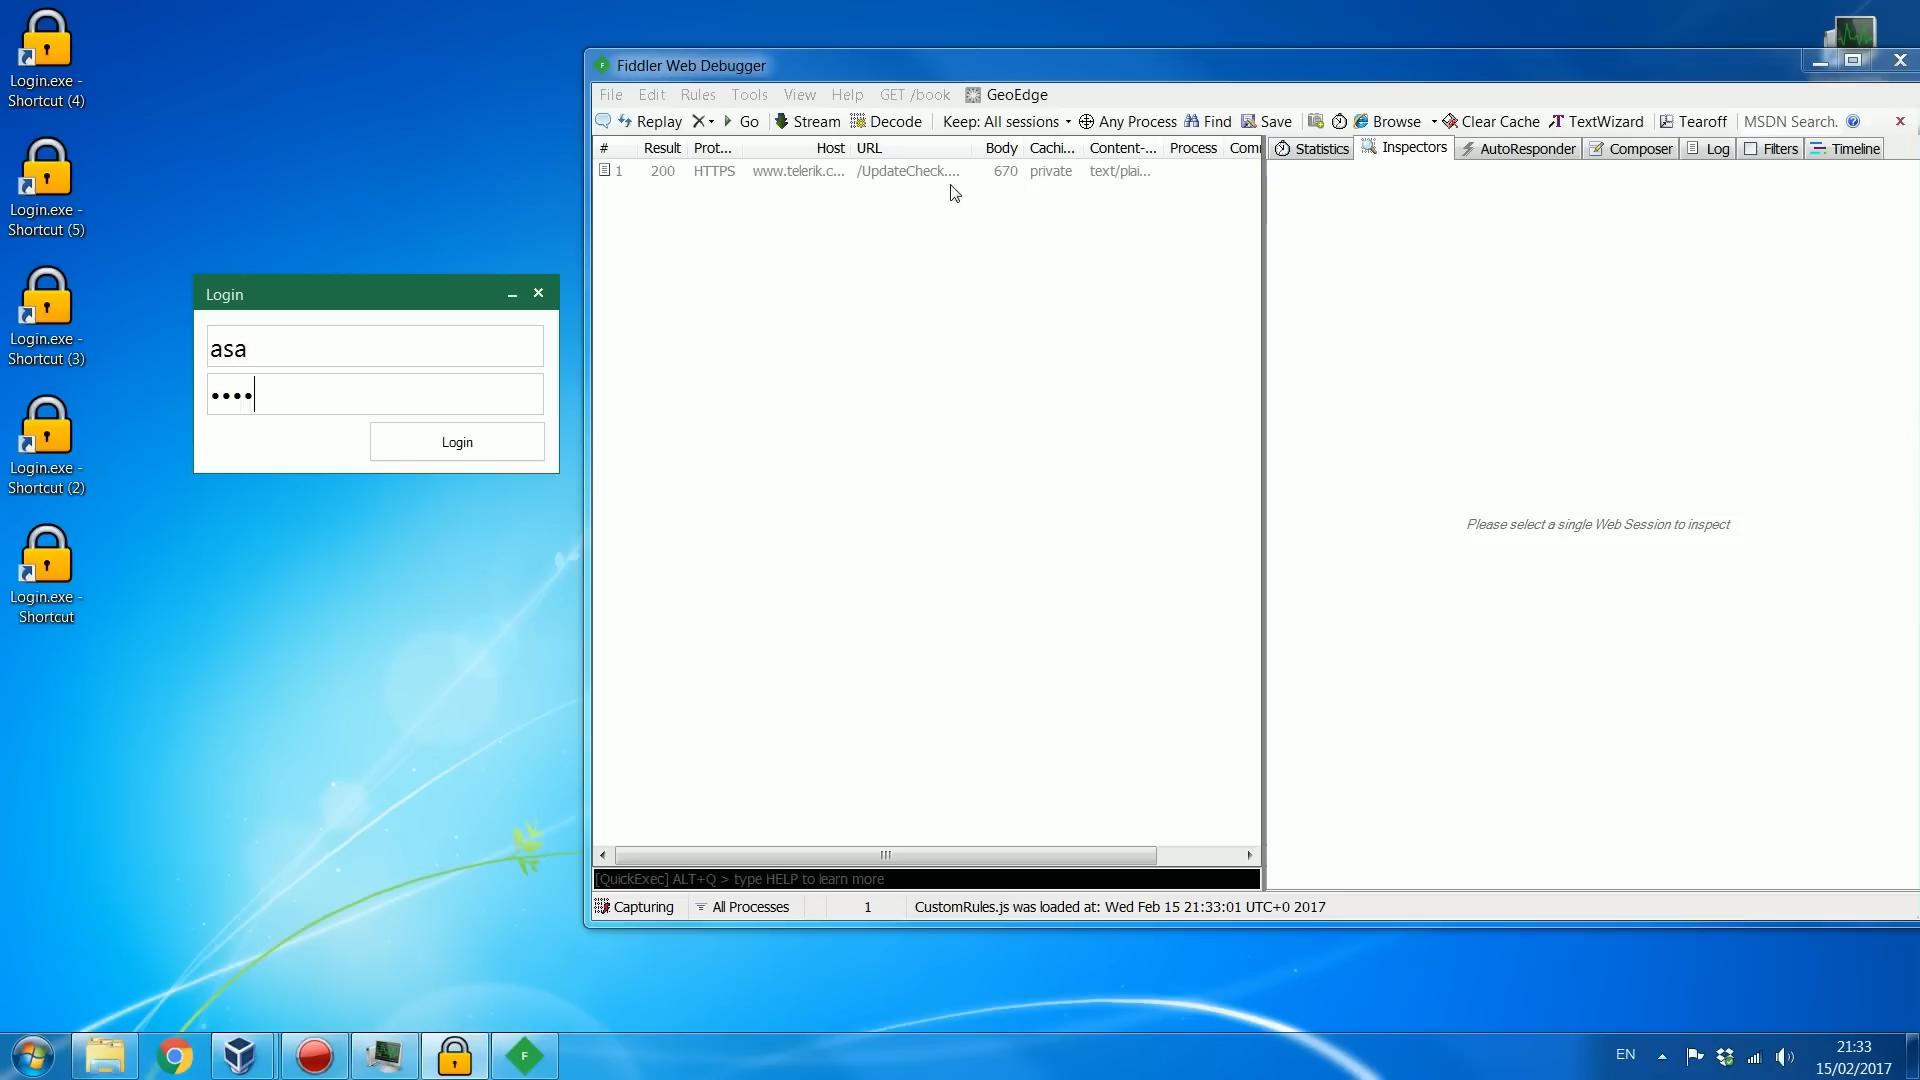 Login.exe -
Shortcut (4)
Login.exe -
Shortcut (5)
Login.exe -
Shortcut (3)
Login.exe -
Shortcut (2)
Login.exe -
Shortcut
Login
asa
••••
Login
Fiddler Web Debugger
File Edit Rules Tools View Help GET /book GeoEdge
Replay Go Stream Decode Keep: All sessions Any Process Find Save Browse Clear Cache TextWizard Tearoff MSDN Search.
# Result Prot... Host URL Body Cachi... Content-... Process Com
1 200 HTTPS www.telerik.c... /UpdateCheck.... 670 private text/plai...
Statistics Inspectors AutoResponder Composer Log Filters Timeline
Please select a single Web Session to inspect
[QuickExec] ALT+Q > type HELP to learn more
Capturing All Processes 1 CustomRules.js was loaded at: Wed Feb 15 21:33:01 UTC+0 2017
F
EN
21:33
15/02/2017